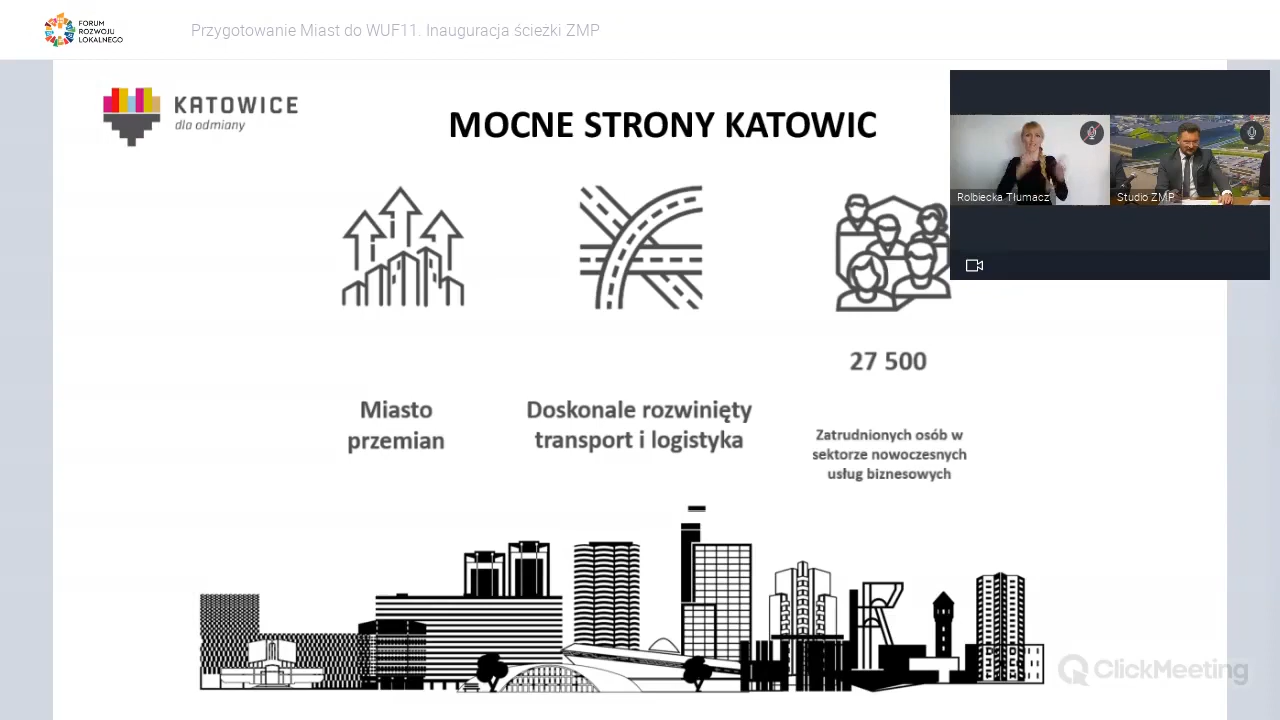 FORUM
ROZWOJU
LOKALNEGO
Przygotowanie Miast do WUF11. Inauguracja ścieżki ZMP
KATOWICE
dla odmiany
MOCNE STRONY KATOWIC
Rolbiecka Tłumacz
Studio ZMP
27 500
Miasto
przemian
Doskonale rozwinięty
transport i logistyka
Zatrudnionych osób w
sektorze nowoczesnych
usług biznesowych
ClickMeeting